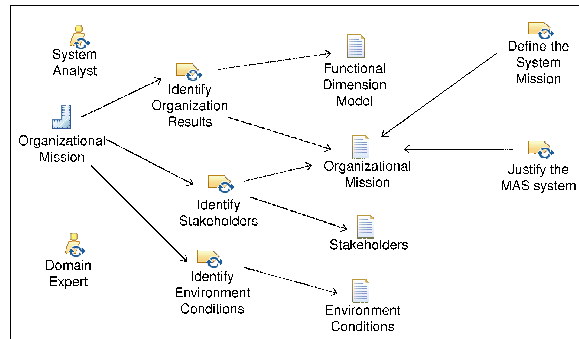 System
Analyst
Identify
Organization
Results
Functional
Dimension
Model
Define the
System
Mission
Organizational
Mission
Organizational
Mission
Justify the
MAS system
Identify
Stakeholders
Stakeholders
Domain
Expert
Identify
Environment
Conditions
Environment
Conditions